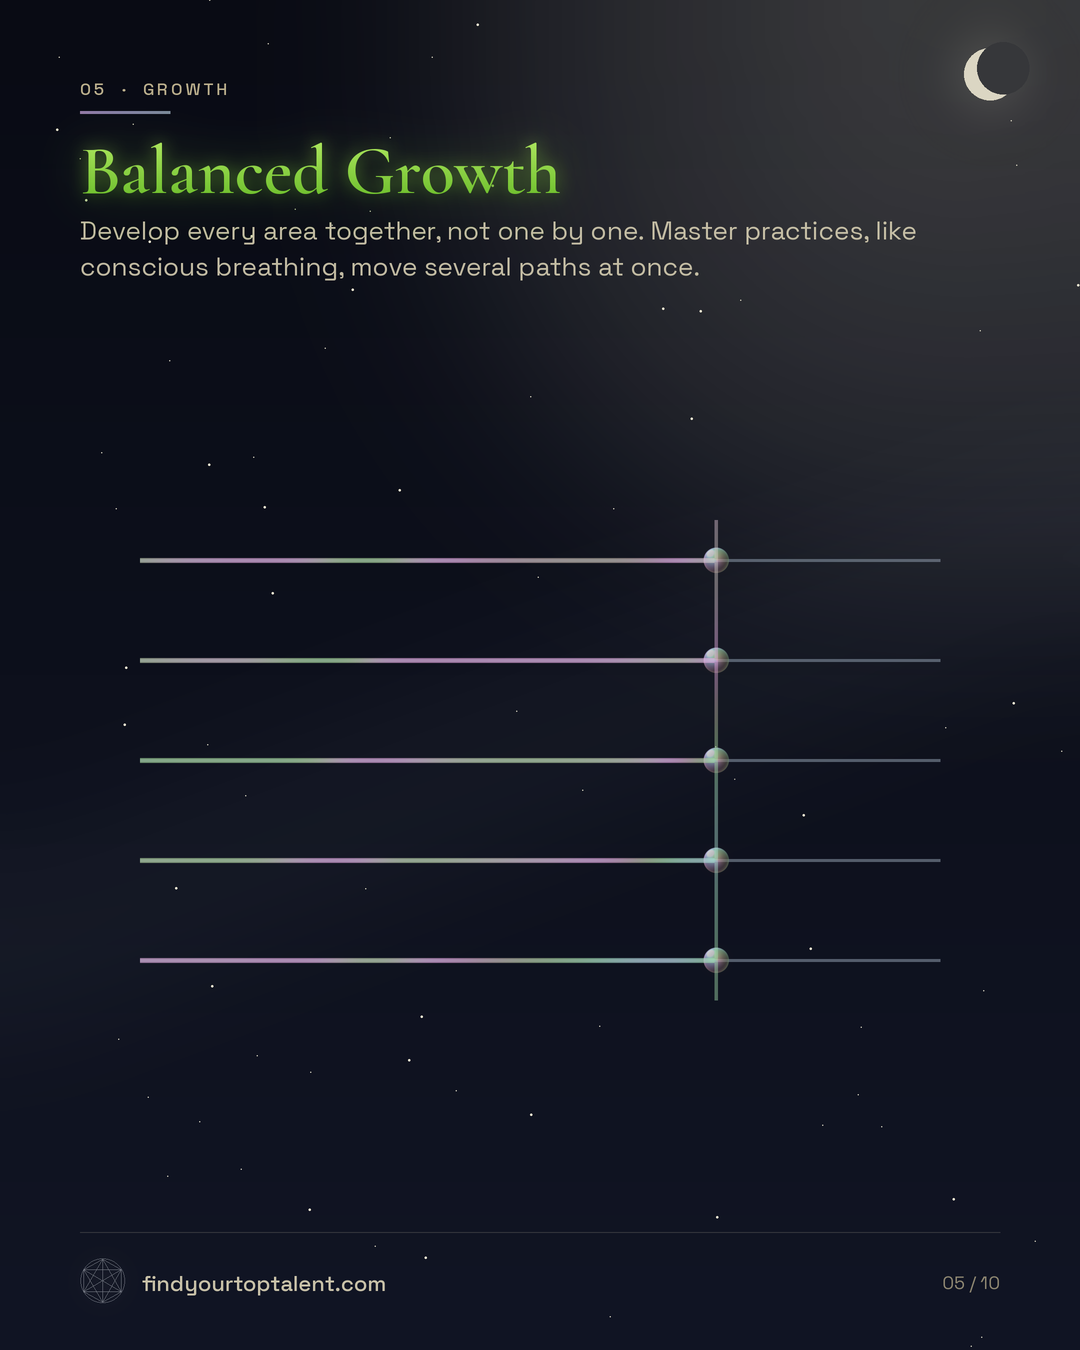 05 · GROWTH
Balanced Growth
Develop every area together, not one by one. Master practices, like
conscious breathing, move several paths at once.
findyourtoptalent.com
05 / 10